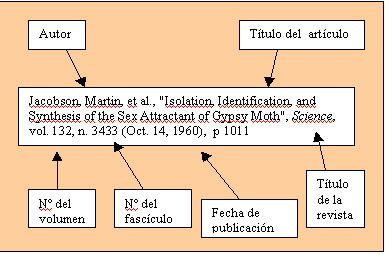 Autor
Título del artículo
Jacobson, Martin, et al., "Isolation, Identification, and
Synthesis of the Sex Attractant of Gypsy Moth", Science,
vol. 132, n. 3433 (Oct. 14, 1960), p 1011
Nº del
volumen
Nº del
fascículo
Fecha de
publicación
Título
de la
revista